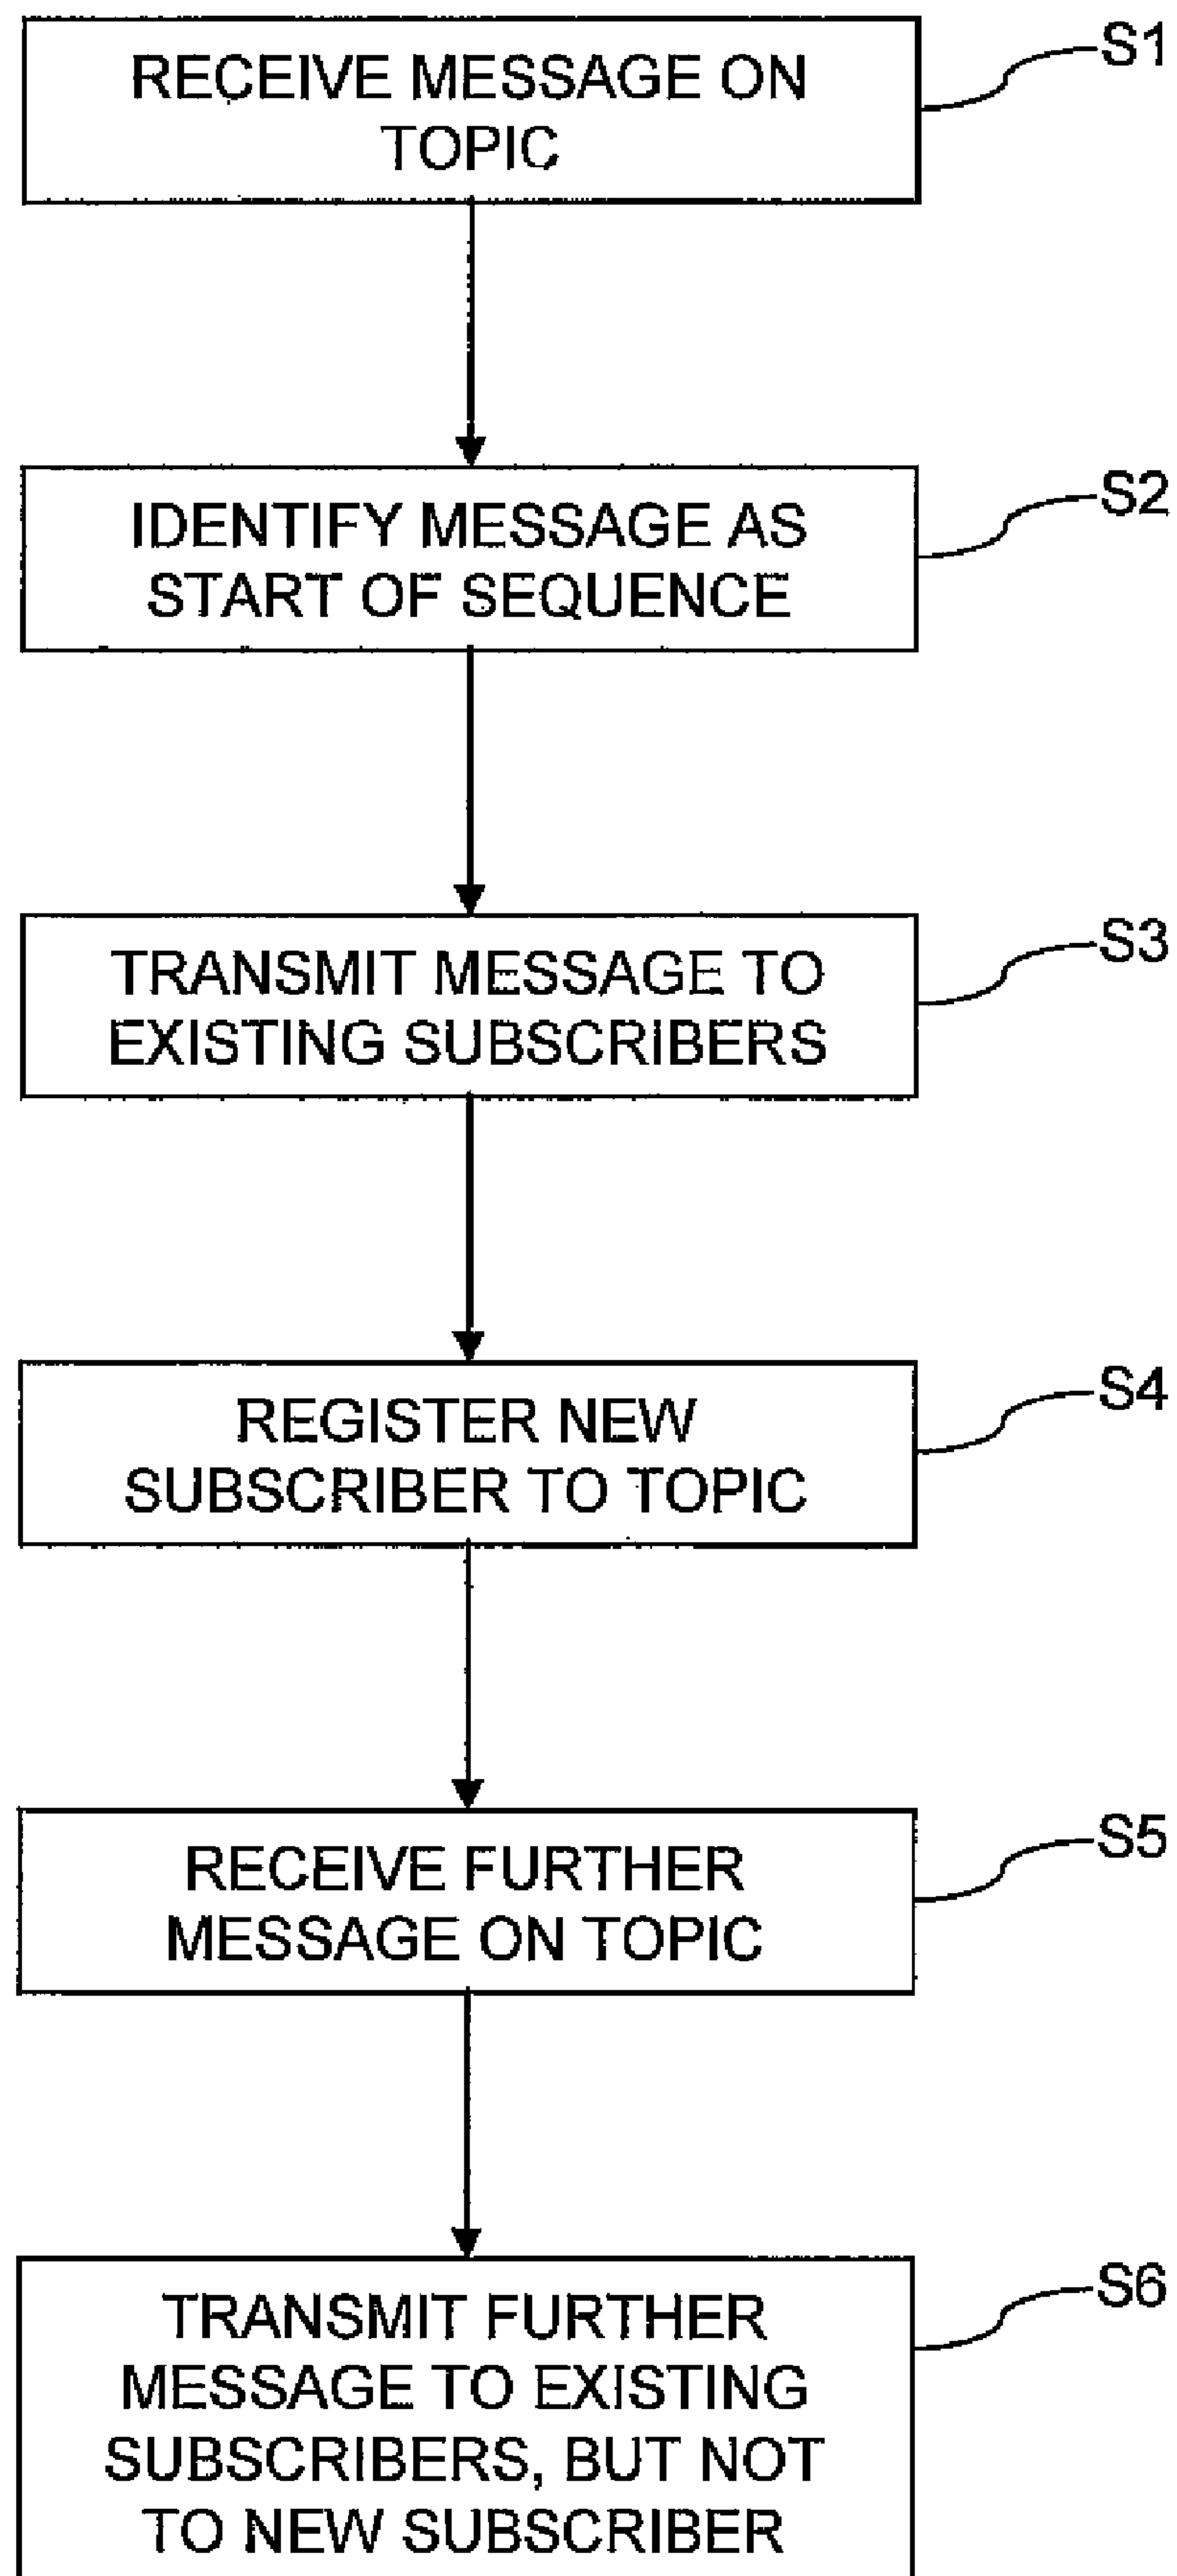 RECEIVE MESSAGE ON
TOPIC
S1
IDENTIFY MESSAGE AS
START OF SEQUENCE
S2
TRANSMIT MESSAGE TO
EXISTING SUBSCRIBERS
S3
REGISTER NEW
SUBSCRIBER TO TOPIC
S4
RECEIVE FURTHER
MESSAGE ON TOPIC
S5
TRANSMIT FURTHER
MESSAGE TO EXISTING
SUBSCRIBERS, BUT NOT
TO NEW SUBSCRIBER
S6